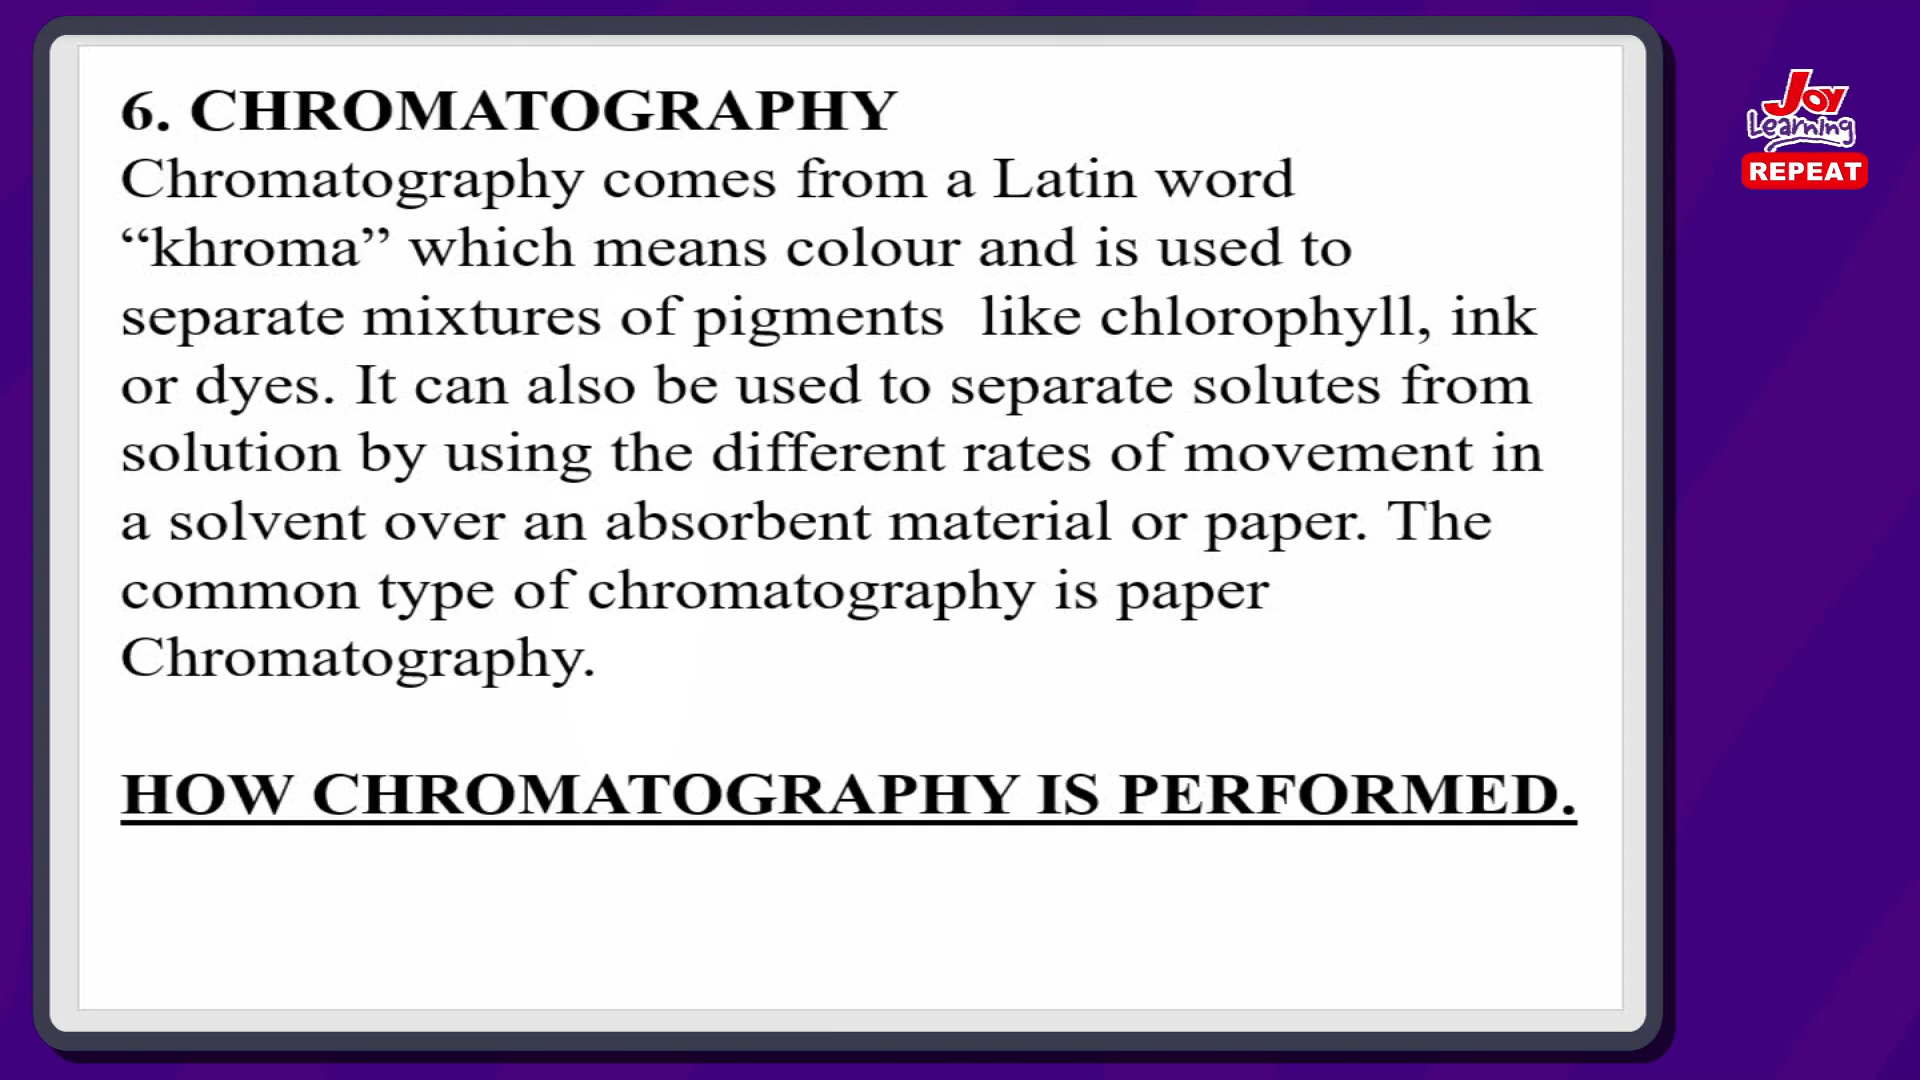 6. CHROMATOGRAPHY
Chromatography comes from a Latin word
“khroma” which means colour and is used to
separate mixtures of pigments  like chlorophyll, ink
or dyes. It can also be used to separate solutes from
solution by using the different rates of movement in
a solvent over an absorbent material or paper. The
common type of chromatography is paper
Chromatography.
HOW CHROMATOGRAPHY IS PERFORMED.
JOY
Learning
REPEAT